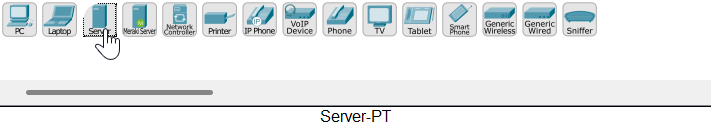 PC
Laptop
Server
Meraki Server
Network
Controller
Printer
IP
IP Phone
VoIP
Device
Phone
TV
Tablet
Smart
Phone
Generic
Wireless
Generic
Wired
Sniffer
Server-PT